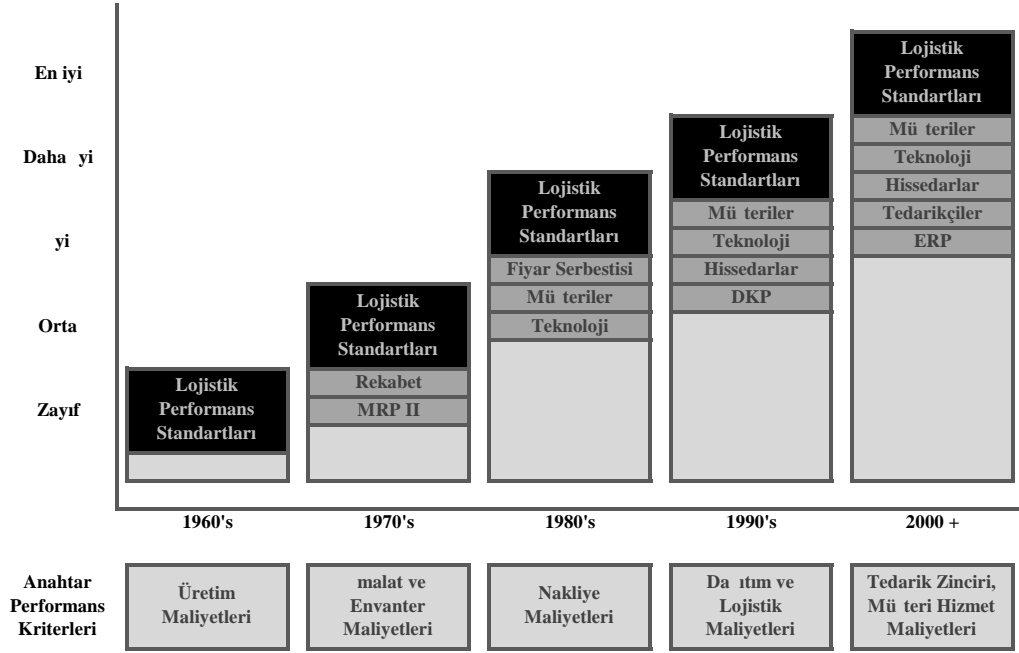 En iyi
Daha yi
yi
Orta
Zayıf
Lojistik
Performans
Standartları
Lojistik
Performans
Standartları
Rekabet
MRP II
Lojistik
Performans
Standartları
Fiyar Serbestisi
Mü teriler
Teknoloji
Lojistik
Performans
Standartları
Mü teriler
Teknoloji
Hissedarlar
DKP
Lojistik
Performans
Standartları
Mü teriler
Teknoloji
Hissedarlar
Tedarikçiler
ERP
1960's
1970's
1980's
1990's
2000 +
Anahtar
Performans
Kriterleri
Üretim
Maliyetleri
malat ve
Envanter
Maliyetleri
Nakliye
Maliyetleri
Da ıtım ve
Lojistik
Maliyetleri
Tedarik Zinciri,
Mü teri Hizmet
Maliyetleri